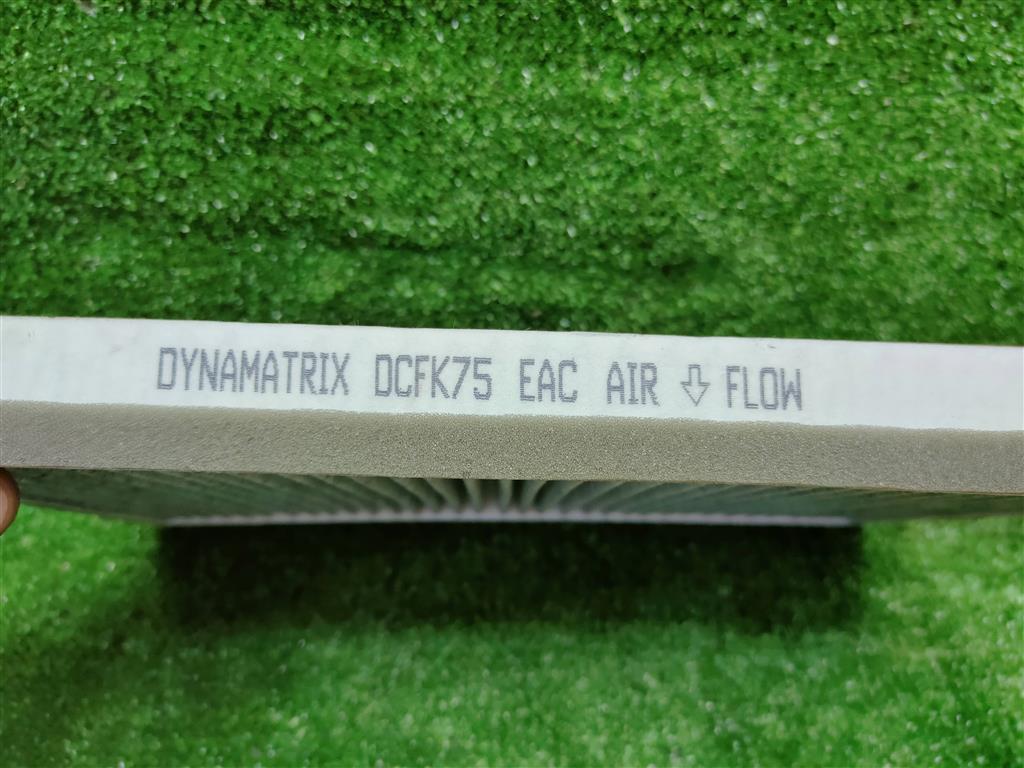 DYNAMATRIX DCFK75 EAC AIR ⇩ FLOW